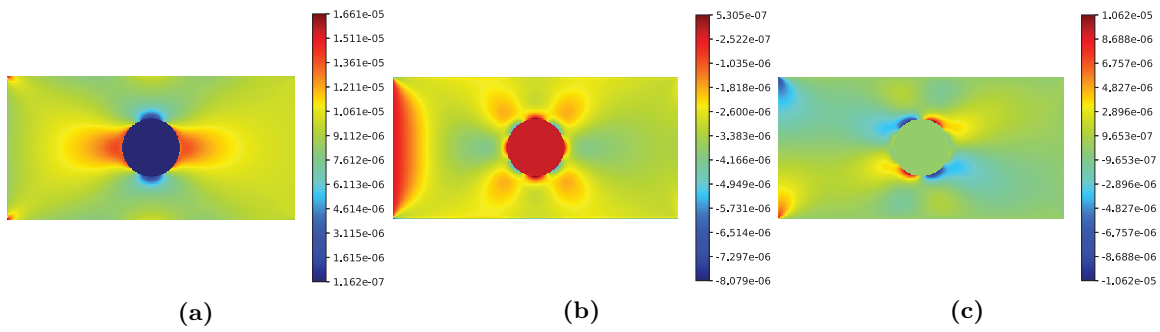 1.661e-05
1.511e-05
1.361e-05
1.211e-05
1.061e-05
9.112e-06
7.612e-06
6.113e-06
4.614e-06
3.115e-06
1.615e-06
1.162e-07
(a)
5.305e-07
-2.522e-07
-1.035e-06
-1.818e-06
-2.600e-06
-3.383e-06
-4.166e-06
-4.949e-06
-5.731e-06
-6.514e-06
-7.297e-06
-8.079e-06
(b)
1.062e-05
8.688e-06
6.757e-06
4.827e-06
2.896e-06
9.653e-07
-9.653e-07
-2.896e-06
-4.827e-06
-6.757e-06
-8.688e-06
-1.062e-05
(c)